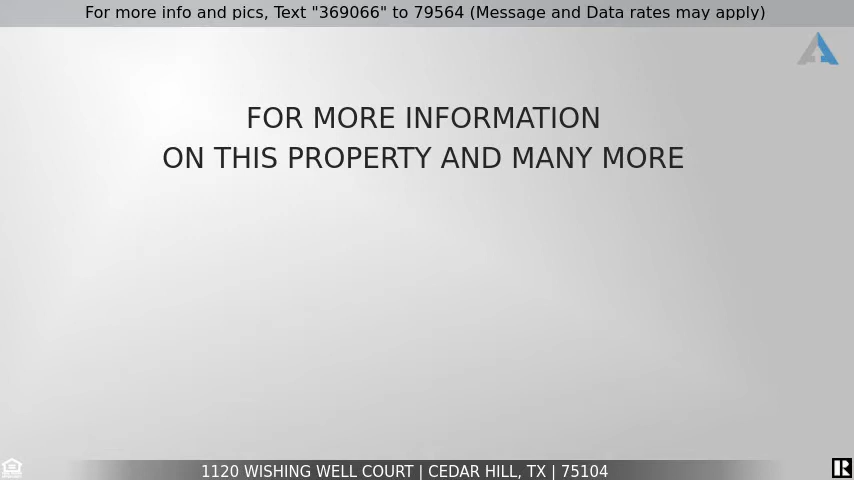 For more info and pics, Text "369066" to 79564 (Message and Data rates may apply)
FOR MORE INFORMATION
ON THIS PROPERTY AND MANY MORE
1120 WISHING WELL COURT | CEDAR HILL, TX | 75104